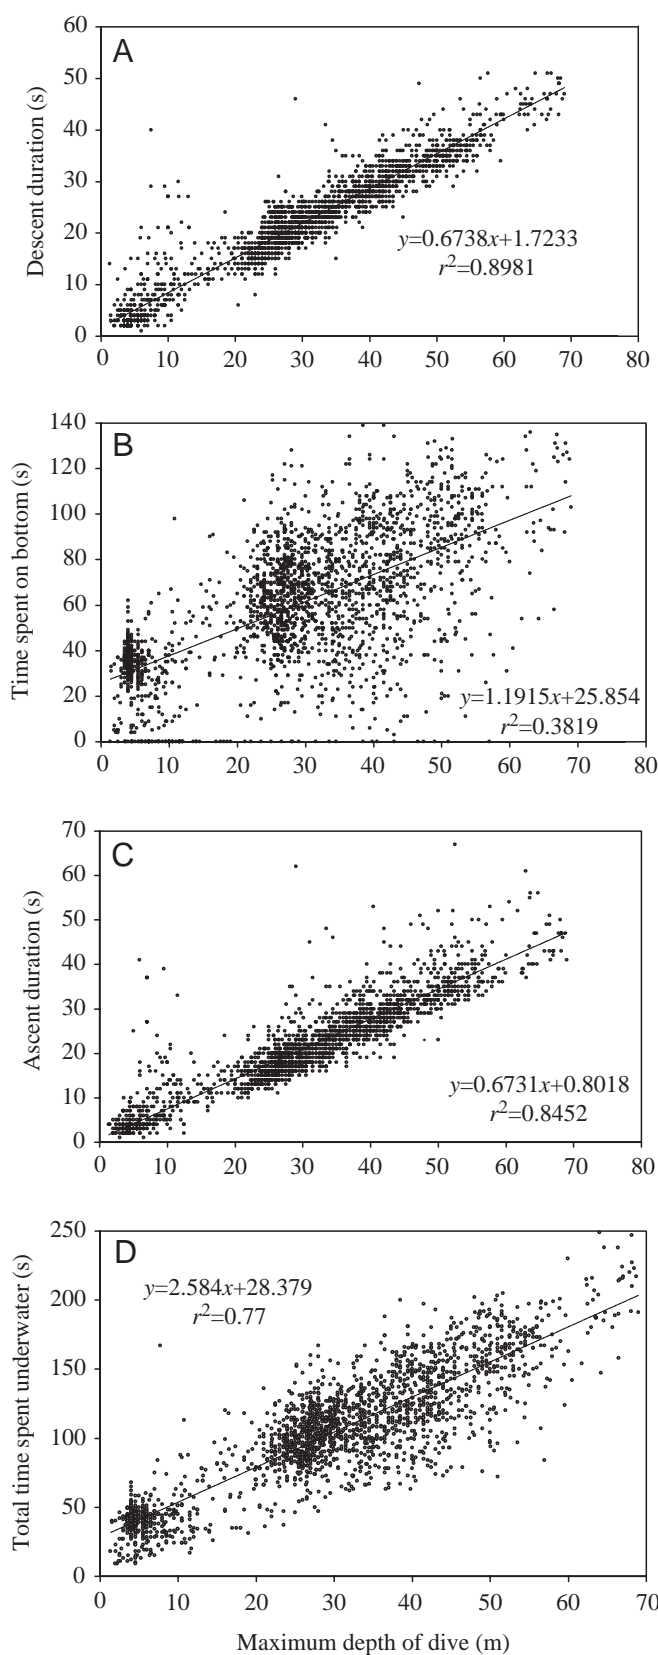 60
A
50
40
30
20
10
0
Descent duration (s)
y=0.6738x+1.7233
r²=0.8981
0 10 20 30 40 50 60 70 80
140
B
120
100
80
60
40
20
0
Time spent on bottom (s)
y=1.1915x+25.854
r²=0.3819
0 10 20 30 40 50 60 70 80
70
C
60
50
40
30
20
10
0
Ascent duration (s)
y=0.6731x+0.8018
r²=0.8452
0 10 20 30 40 50 60 70 80
250
D
y=2.584x+28.379
r²=0.77
200
150
100
50
0
Total time spent underwater (s)
0 10 20 30 40 50 60 70
Maximum depth of dive (m)